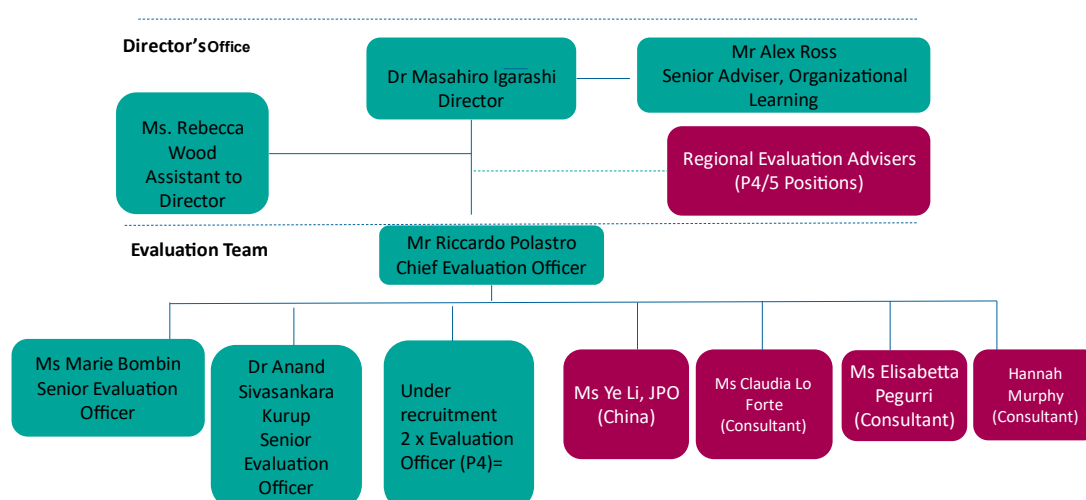 Director's Office
Dr Masahiro Igarashi
Director
Mr Alex Ross
Senior Adviser, Organizational
Learning
Ms. Rebecca
Wood
Assistant to
Director
Regional Evaluation Advisers
(P4/5 Positions)
Evaluation Team
Mr Riccardo Polastro
Chief Evaluation Officer
Ms Marie Bombin
Senior Evaluation
Officer
Dr Anand
Sivasankara
Kurup
Senior
Evaluation
Officer
Under
recruitment
2 x Evaluation
Officer (P4)=
Ms Ye Li, JPO
(China)
Ms Claudia Lo
Forte
(Consultant)
Ms Elisabetta
Pegurri
(Consultant)
Hannah
Murphy
(Consultant)